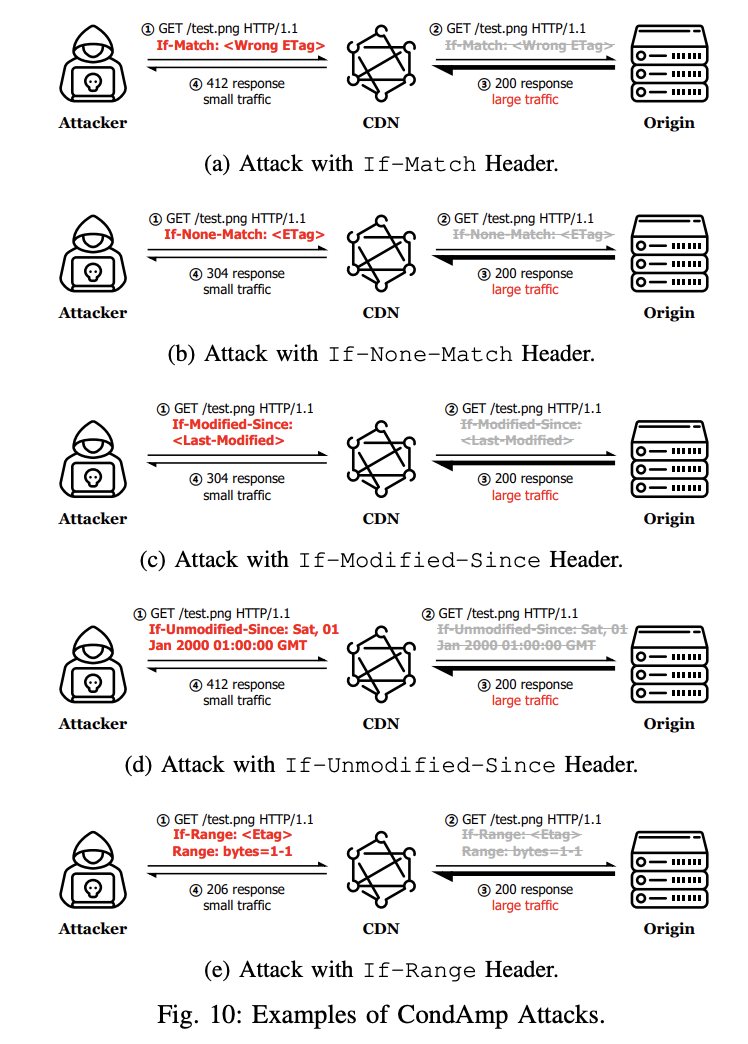 ① GET /test.png HTTP/1.1
If-Match: <Wrong ETag>
② GET /test.png HTTP/1.1
If-Match: <Wrong ETag>
④ 412 response
small traffic
③ 200 response
large traffic
Attacker
CDN
Origin
(a) Attack with If-Match Header.
① GET /test.png HTTP/1.1
If-None-Match: <ETag>
② GET /test.png HTTP/1.1
If-None-Match: <ETag>
④ 304 response
small traffic
③ 200 response
large traffic
Attacker
CDN
Origin
(b) Attack with If-None-Match Header.
① GET /test.png HTTP/1.1
If-Modified-Since:
<Last-Modified>
② GET /test.png HTTP/1.1
If-Modified-Since:
<Last-Modified>
④ 304 response
small traffic
③ 200 response
large traffic
Attacker
CDN
Origin
(c) Attack with If-Modified-Since Header.
① GET /test.png HTTP/1.1
If-Unmodified-Since: Sat, 01
Jan 2000 01:00:00 GMT
② GET /test.png HTTP/1.1
If-Unmodified-Since: Sat, 01
Jan 2000 01:00:00 GMT
④ 412 response
small traffic
③ 200 response
large traffic
Attacker
CDN
Origin
(d) Attack with If-Unmodified-Since Header.
① GET /test.png HTTP/1.1
If-Range: <Etag>
Range: bytes=1-1
② GET /test.png HTTP/1.1
If-Range: <Etag>
Range: bytes=1-1
④ 206 response
small traffic
③ 200 response
large traffic
Attacker
CDN
Origin
(e) Attack with If-Range Header.
Fig. 10: Examples of CondAmp Attacks.